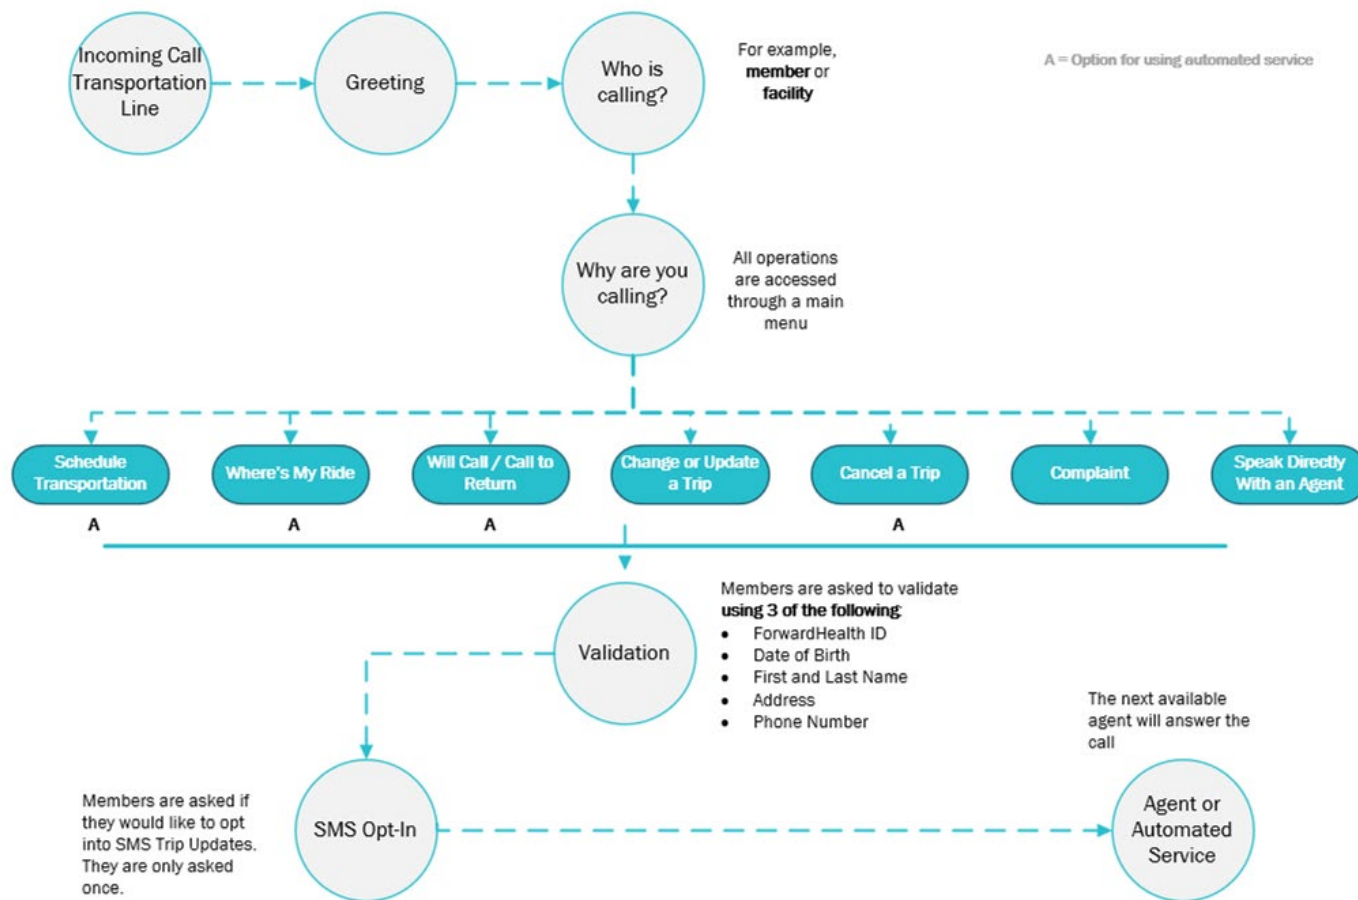 Incoming Call
Transportation
Line
Greeting
Who is
calling?
For example,
member or
facility
A = Option for using automated service
Why are you
calling?
All operations
are accessed
through a main
menu
Schedule
Transportation
Where's My Ride
Will Call / Call to
Return
Change or Update
a Trip
Cancel a Trip
Complaint
Speak Directly
With an Agent
A
A
A
A
Validation
Members are asked to validate
using 3 of the following:
• ForwardHealth ID
• Date of Birth
• First and Last Name
• Address
• Phone Number
Members are asked if
they would like to opt
into SMS Trip Updates.
They are only asked
once.
SMS Opt-In
The next available
agent will answer the
call
Agent or
Automated
Service